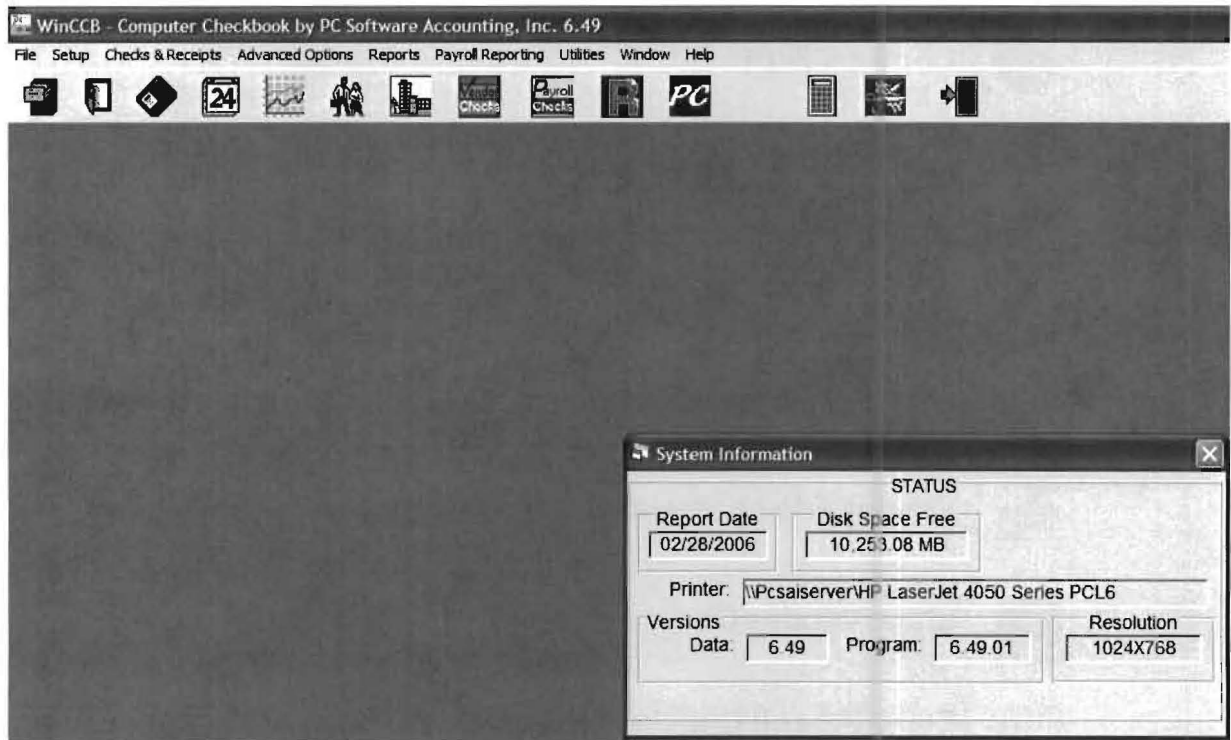 WinCCB - Computer Checkbook by PC Software Accounting, Inc. 6.49
File Setup Checks & Receipts Advanced Options Reports Payroll Reporting Utilities Window Help
24 Vendor Checks Payroll Checks R PC
System Information
STATUS
Report Date Disk Space Free
02/28/2006 10,253.08 MB
Printer: \\Pcsaiserver\HP LaserJet 4050 Series PCL6
Versions Resolution
Data: 6.49 Program: 6.49.01 1024X768